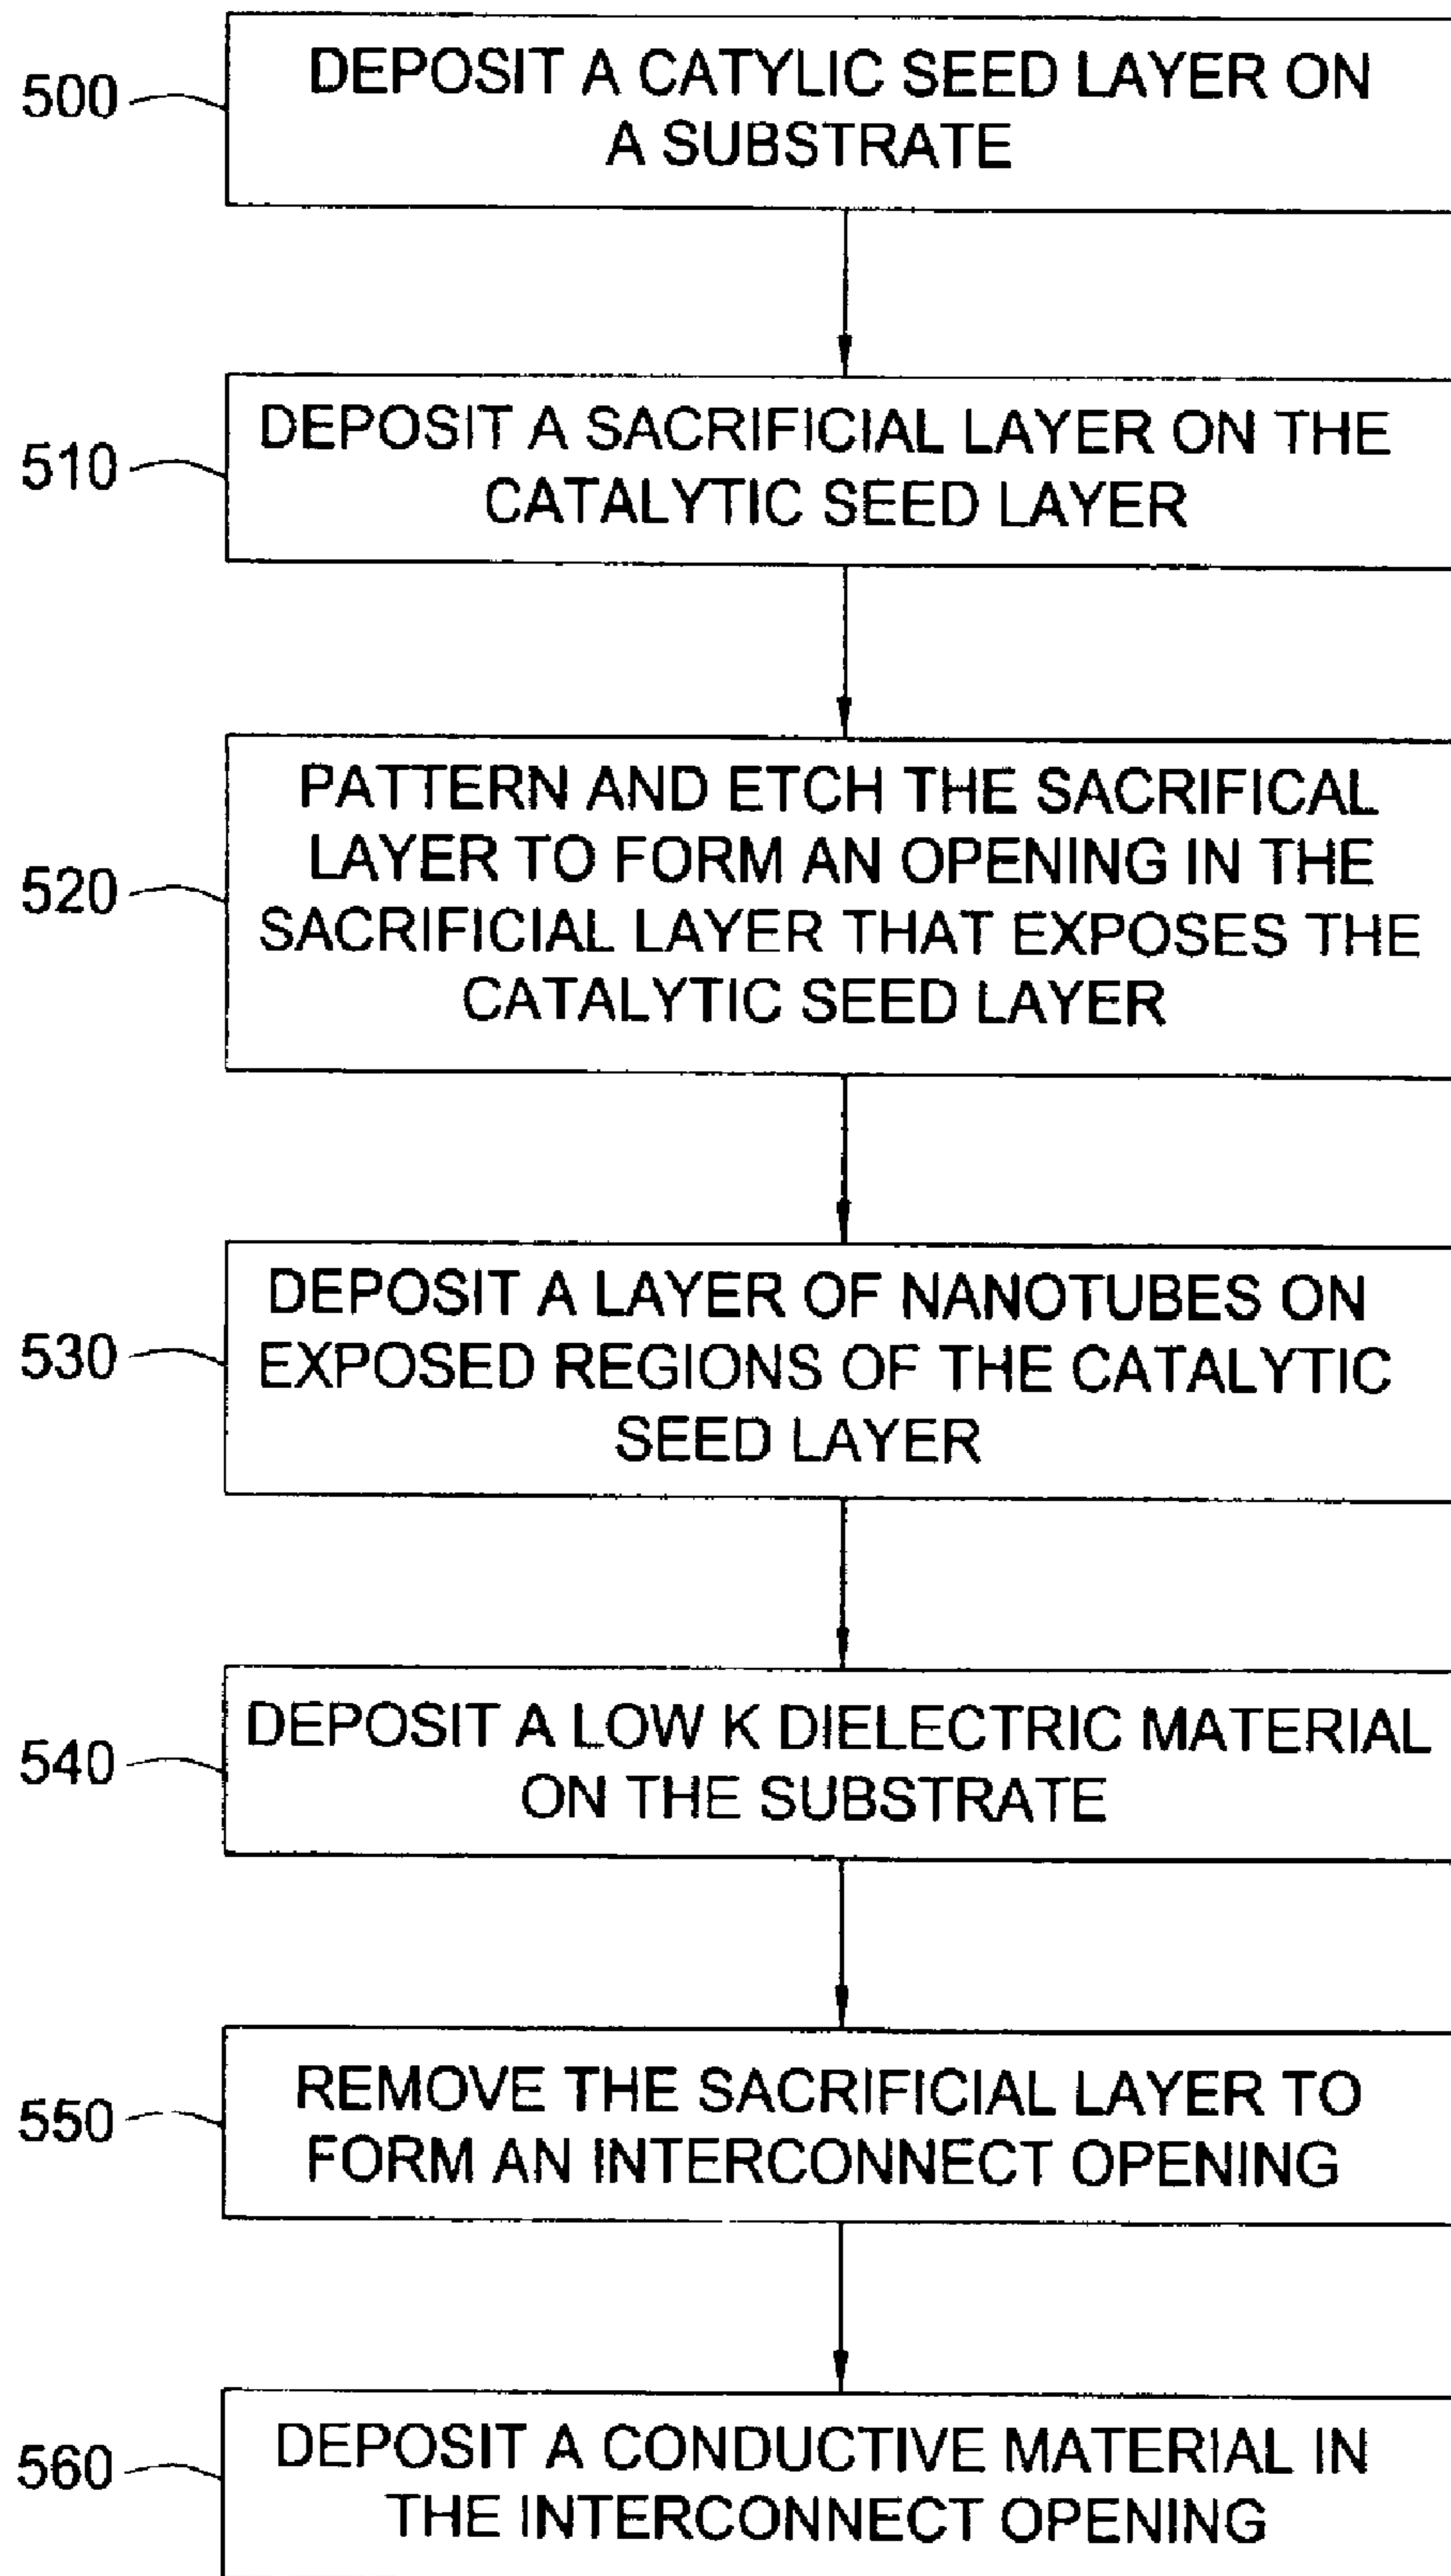 500
DEPOSIT A CATYLIC SEED LAYER ON
A SUBSTRATE
510
DEPOSIT A SACRIFICIAL LAYER ON THE
CATALYTIC SEED LAYER
520
PATTERN AND ETCH THE SACRIFICAL
LAYER TO FORM AN OPENING IN THE
SACRIFICIAL LAYER THAT EXPOSES THE
CATALYTIC SEED LAYER
530
DEPOSIT A LAYER OF NANOTUBES ON
EXPOSED REGIONS OF THE CATALYTIC
SEED LAYER
540
DEPOSIT A LOW K DIELECTRIC MATERIAL
ON THE SUBSTRATE
550
REMOVE THE SACRIFICIAL LAYER TO
FORM AN INTERCONNECT OPENING
560
DEPOSIT A CONDUCTIVE MATERIAL IN
THE INTERCONNECT OPENING